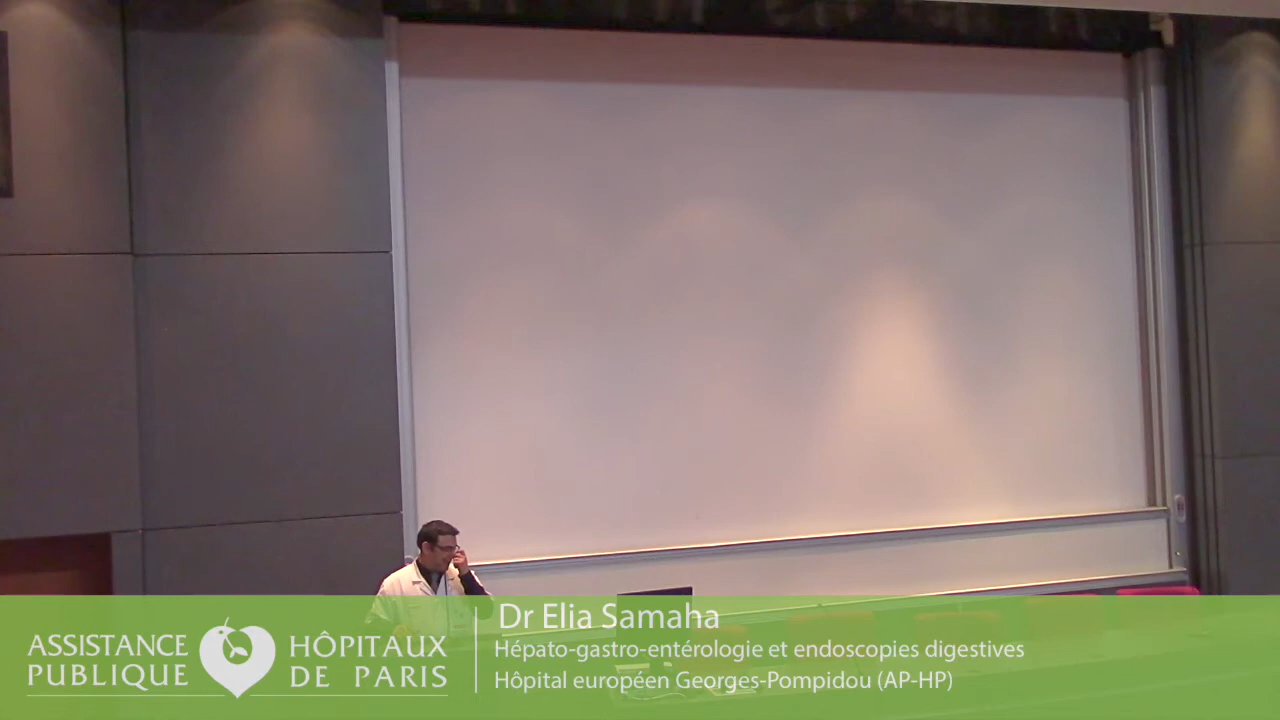 ASSISTANCE
PUBLIQUE
HÔPITAUX
DE PARIS
Dr Elia Samaha
Hépato-gastro-entérologie et endoscopies digestives
Hôpital européen Georges-Pompidou (AP-HP)